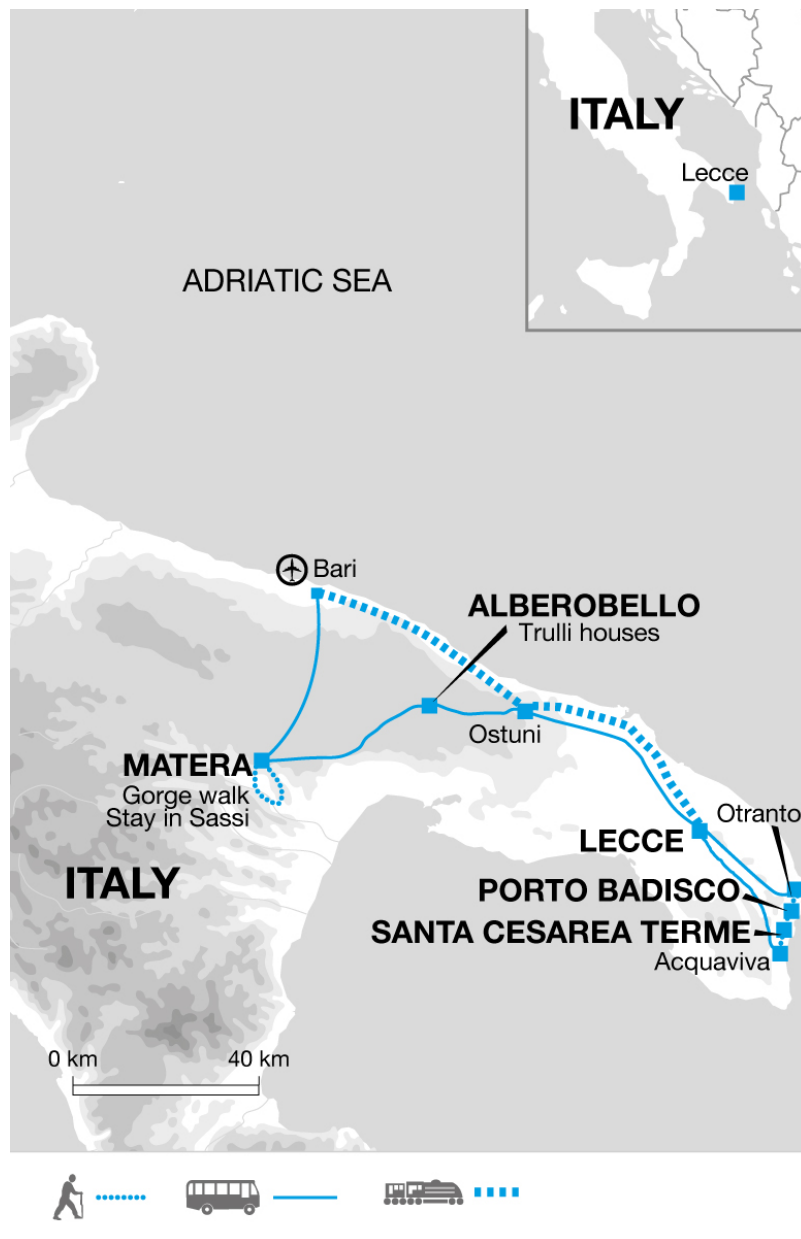 ITALY
Lecce
ADRIATIC SEA
Bari
ALBEROBELLO
Trulli houses
Ostuni
MATERA
Gorge walk
Stay in Sassi
Otranto
LECCE
ITALY
PORTO BADISCO
SANTA CESAREA TERME
Acquaviva
0 km
40 km